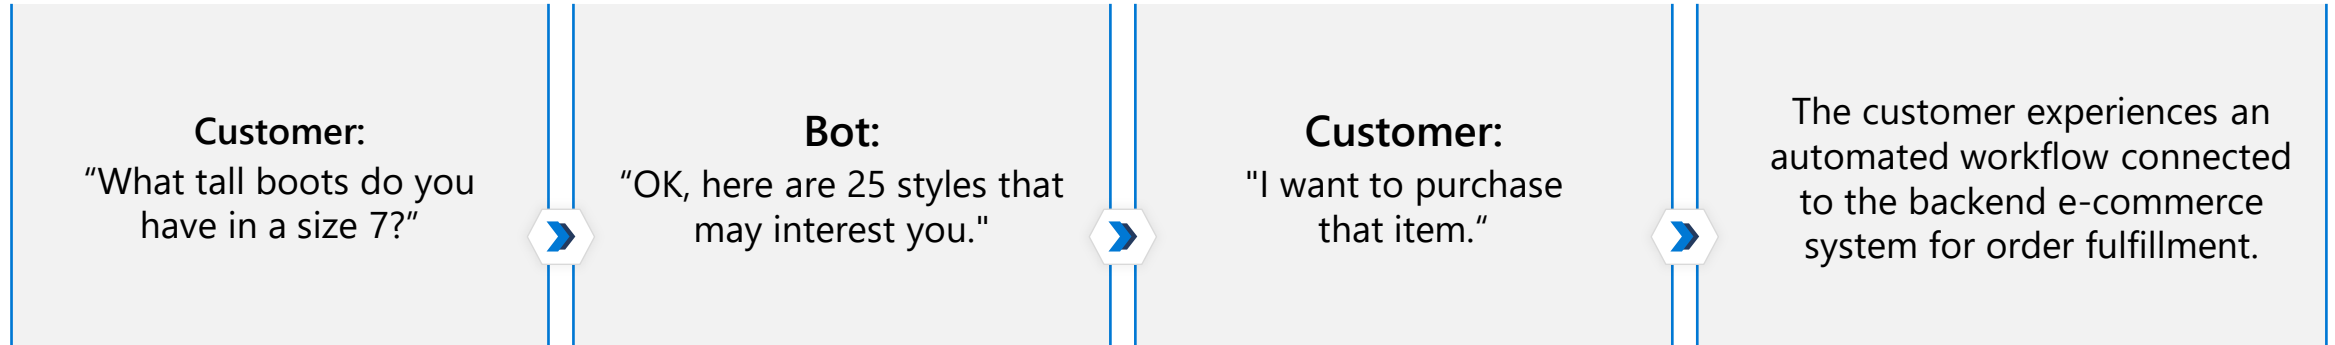 Customer:
“What tall boots do you
have in a size 7?”
Bot:
“OK, here are 25 styles that
may interest you."
Customer:
"I want to purchase
that item.“
The customer experiences an
automated workflow connected
to the backend e-commerce
system for order fulfillment.